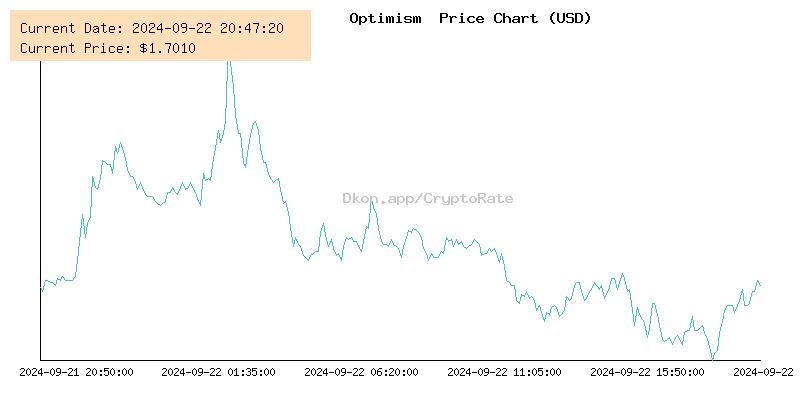 Optimism  Price Chart (USD)
Current Date: 2024-09-22 20:47:20
Current Price: $1.7010
Dkon.app/CryptoRate
2024-09-21 20:50:00
2024-09-22 01:35:00
2024-09-22 06:20:00
2024-09-22 11:05:00
2024-09-22 15:50:00
2024-09-22